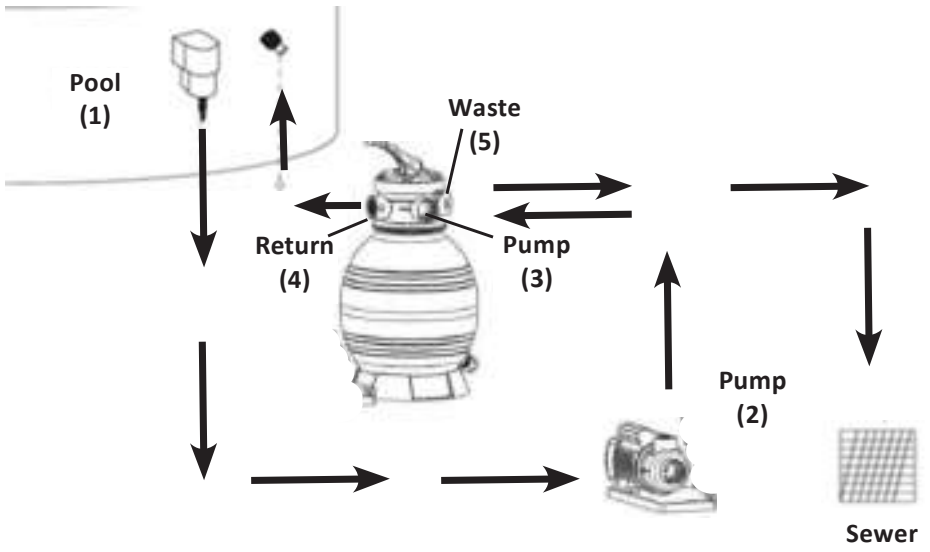 Pool
(1)
Waste
(5)
Return
(4)
Pump
(3)
Pump
(2)
Sewer